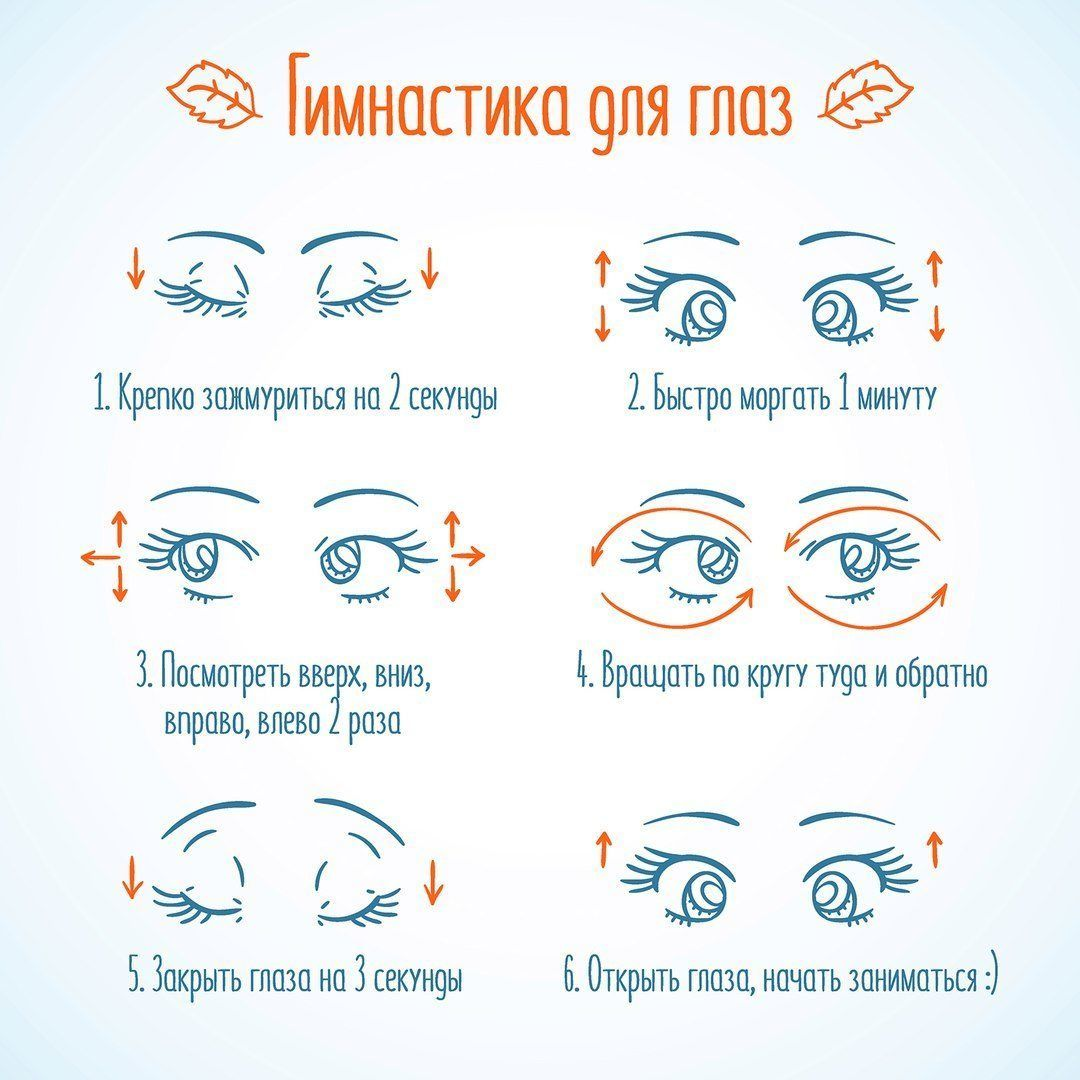 Гимнастика для глаз
1. Крепко зажмуриться на 2 секунды
2. Быстро моргать 1 минуту
3. Посмотреть вверх, вниз,
вправо, влево 2 раза
4. Вращать по кругу туда и обратно
5. Закрыть глаза на 3 секунды
6. Открыть глаза, начать заниматься :)